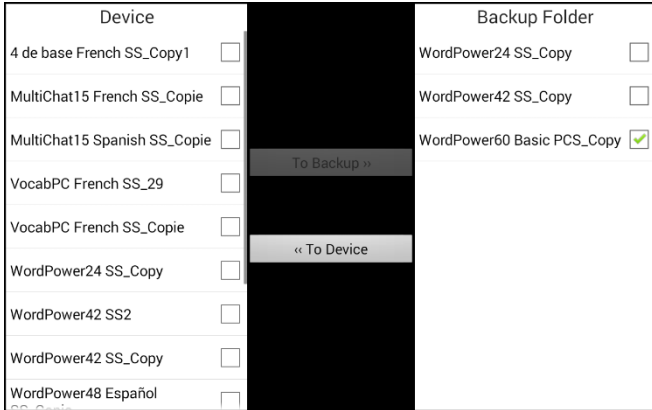 Device
4 de base French SS_Copy1
MultiChat15 French SS_Copie
MultiChat15 Spanish SS_Copie
VocabPC French SS_29
VocabPC French SS_Copie
WordPower24 SS_Copy
WordPower42 SS2
WordPower42 SS_Copy
WordPower48 Español
To Backup »
« To Device
Backup Folder
WordPower24 SS_Copy
WordPower42 SS_Copy
WordPower60 Basic PCS_Copy